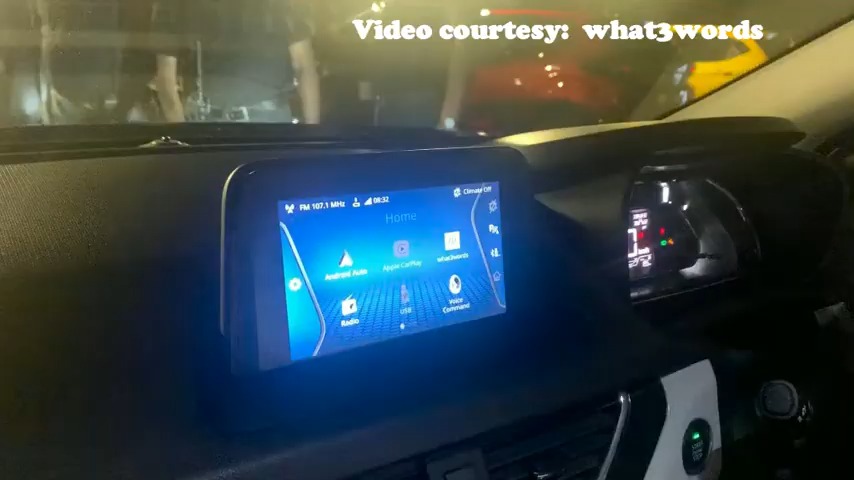 Video courtesy: what3words
FM 107.1 MHz 08:32 Climate Off
Home
Android Auto Apple CarPlay what3words
Radio USB Voice Command